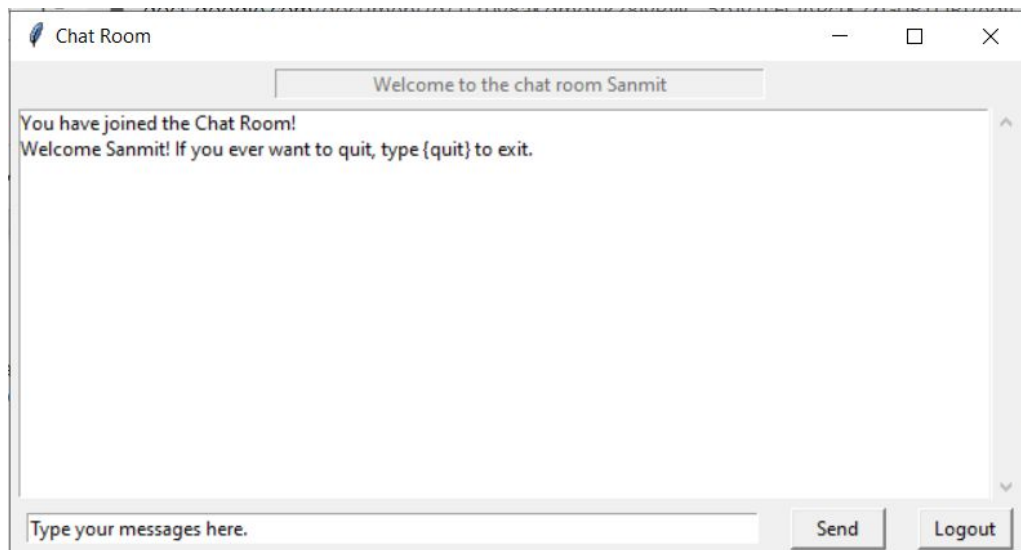 Chat Room
Welcome to the chat room Sanmit
You have joined the Chat Room!
Welcome Sanmit! If you ever want to quit, type {quit} to exit.
Type your messages here.
Send
Logout